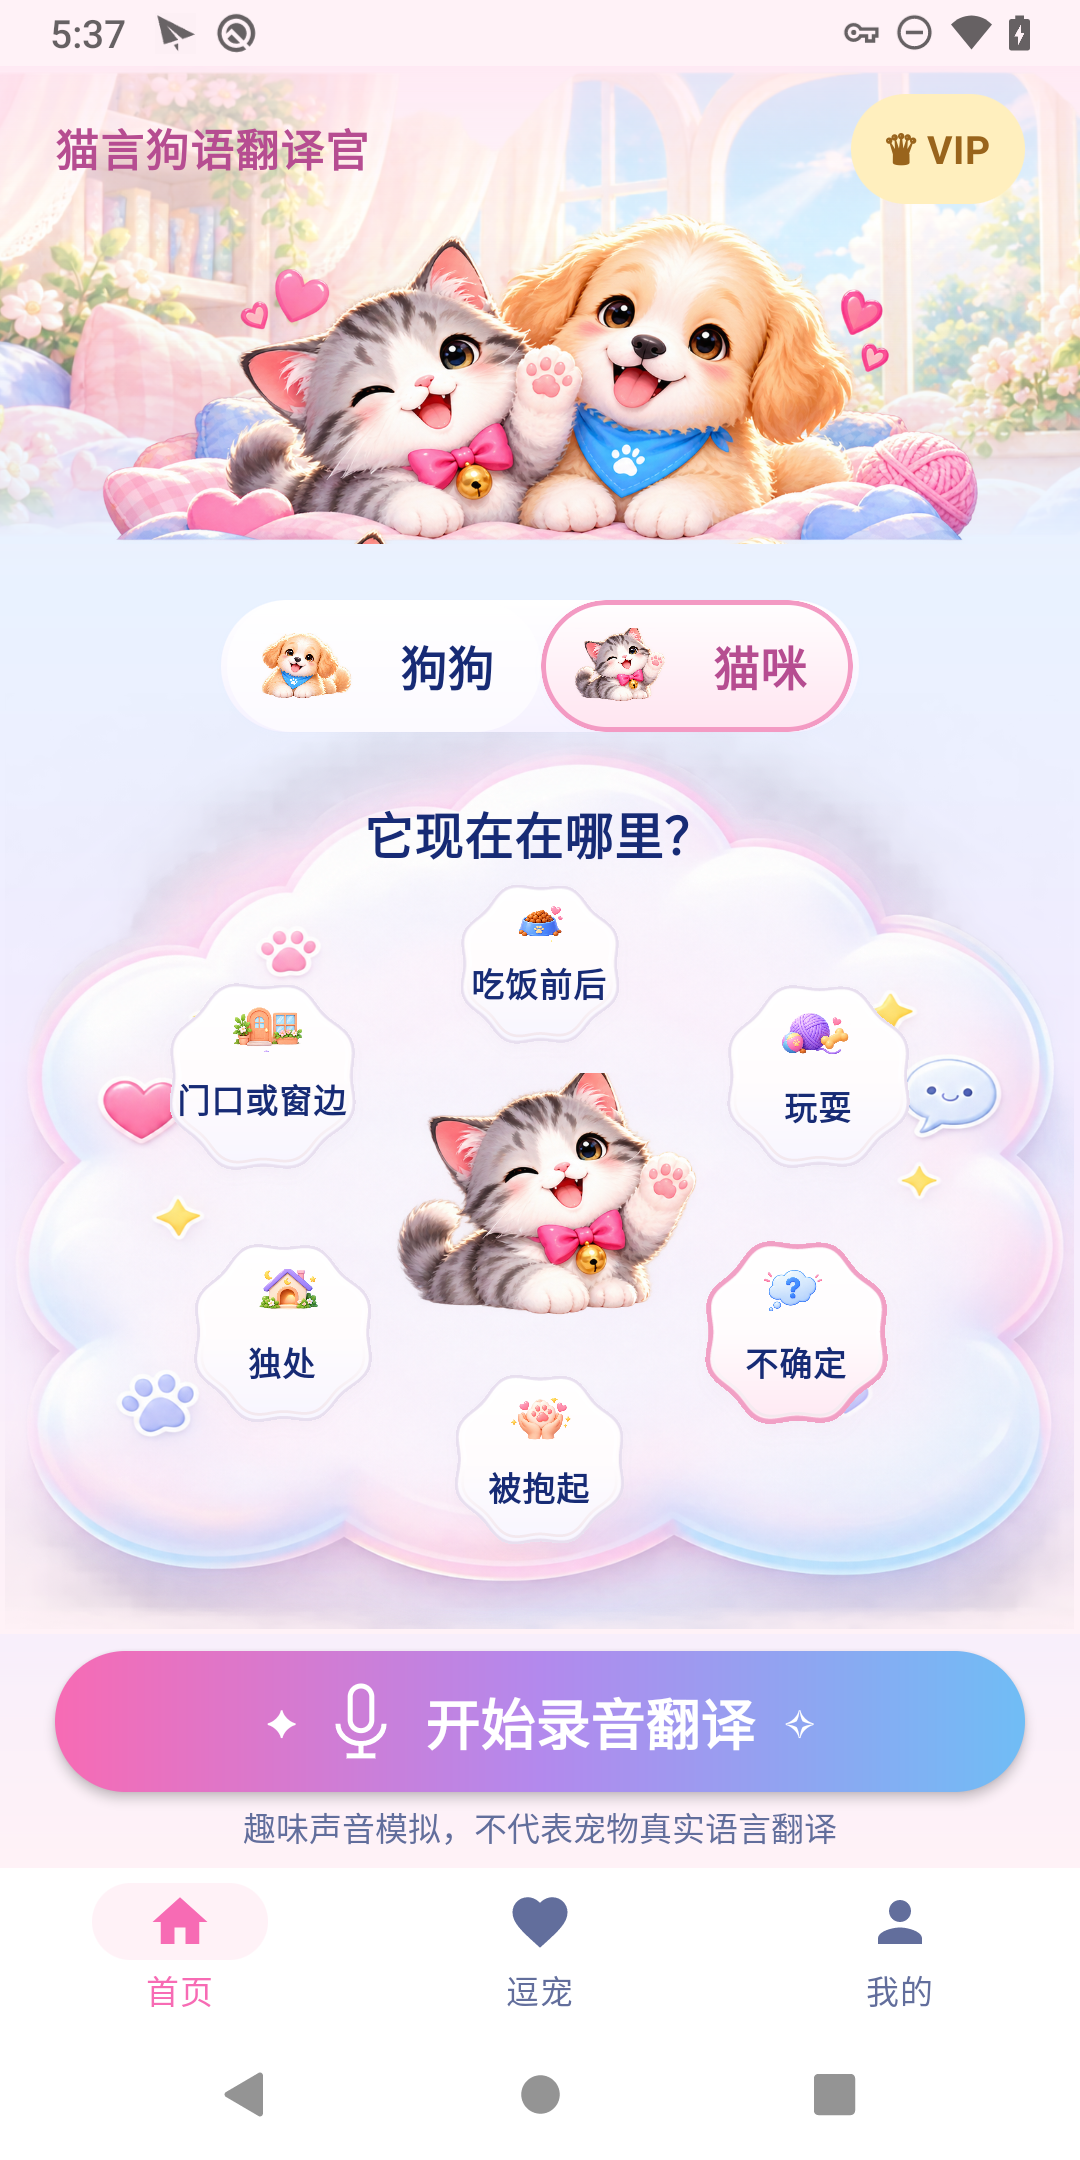 5:37
猫言狗语翻译官
VIP
狗狗
猫咪
它现在在哪里?
吃饭前后
门口或窗边
玩耍
独处
不确定
被抱起
开始录音翻译
趣味声音模拟，不代表宠物真实语言翻译
首页
逗宠
我的